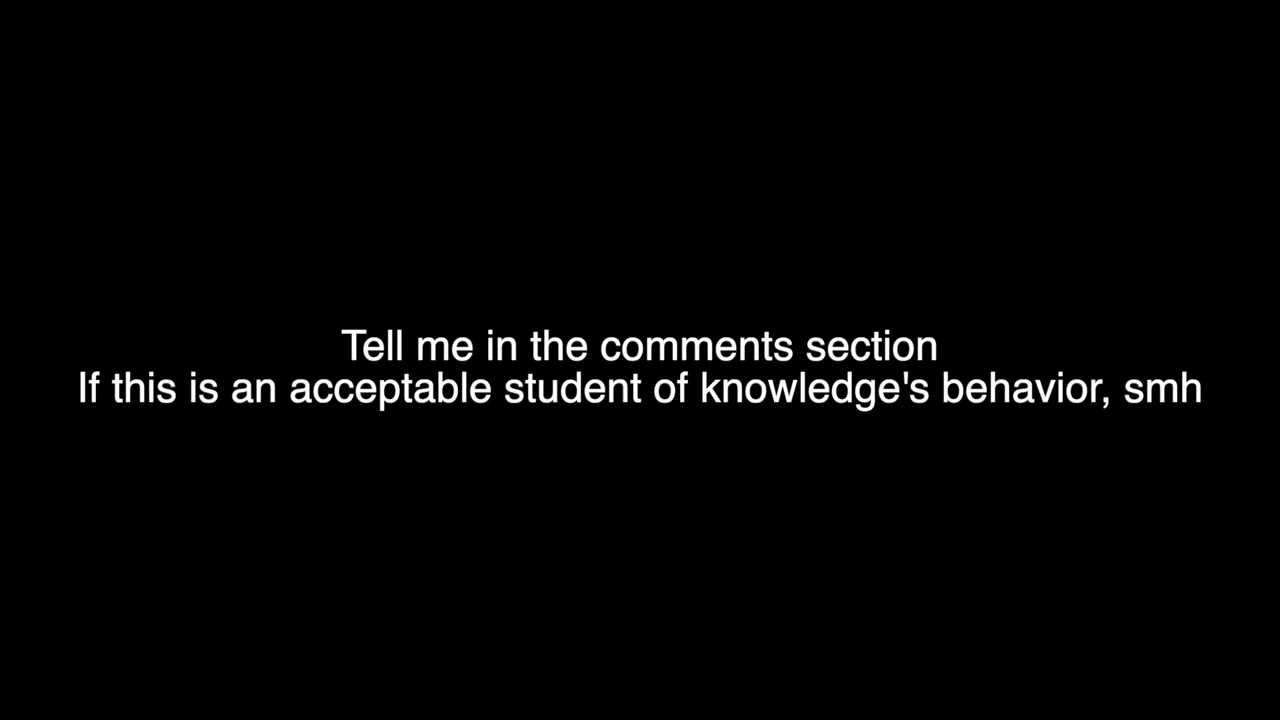 Tell me in the comments section
If this is an acceptable student of knowledge's behavior, smh